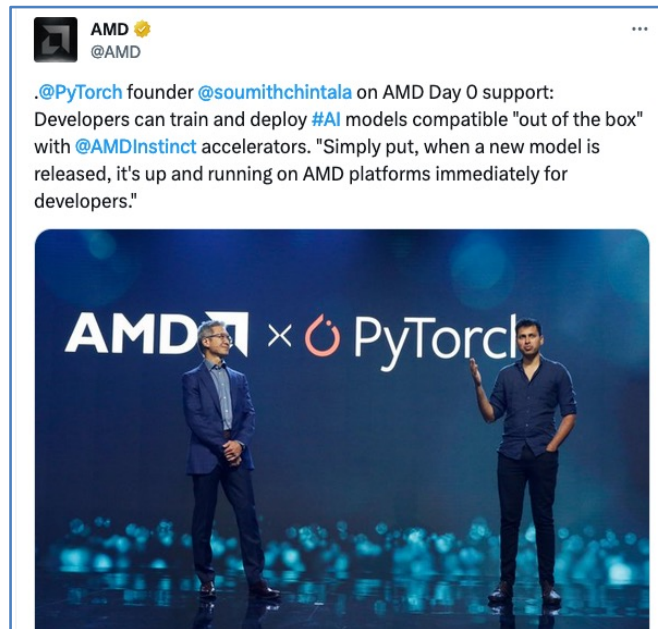 AMD
@AMD
.@PyTorch founder @soumithchintala on AMD Day 0 support:
Developers can train and deploy #AI models compatible "out of the box"
with @AMDInstinct accelerators. "Simply put, when a new model is
released, it's up and running on AMD platforms immediately for
developers."
AMD × PyTorch